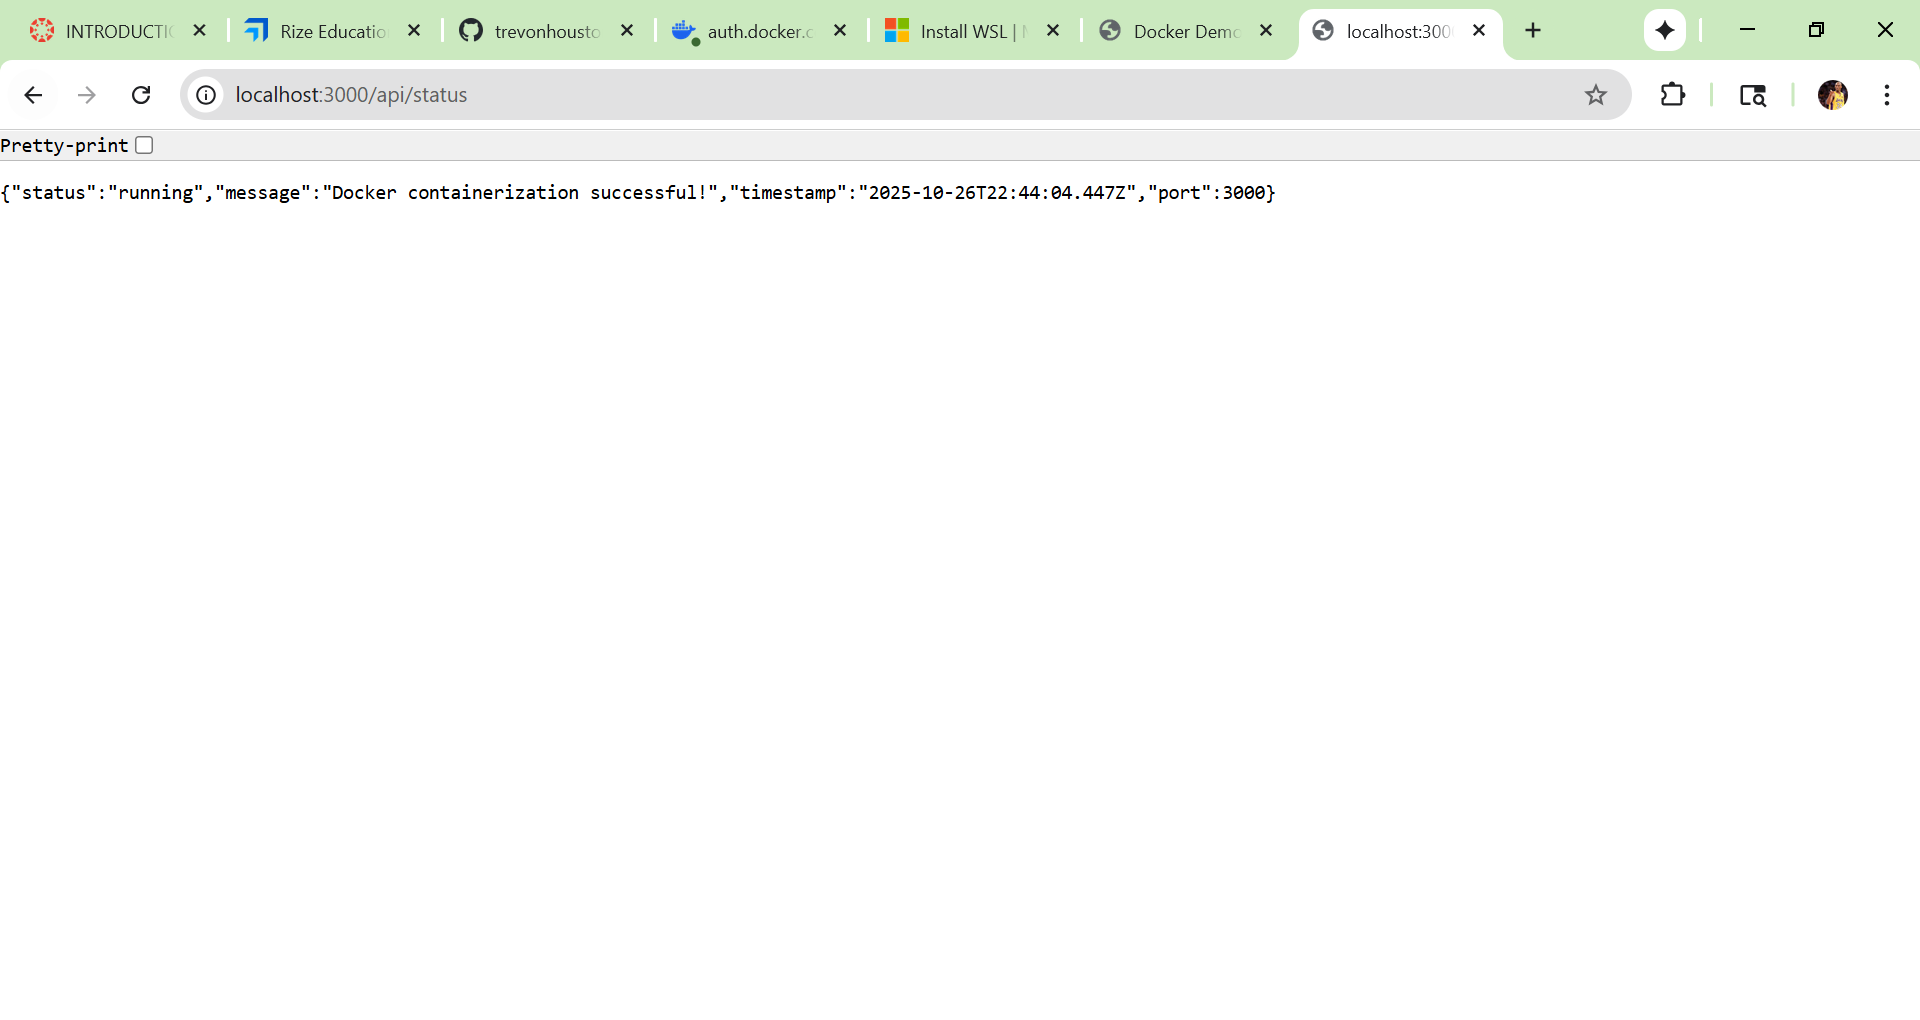 INTRODUCTI
Rize Educatio
trevonhousto
auth.docker.c
Install WSL |
Docker Demo
localhost:300
localhost:3000/api/status
Pretty-print
{"status":"running","message":"Docker containerization successful!","timestamp":"2025-10-26T22:44:04.447Z","port":3000}